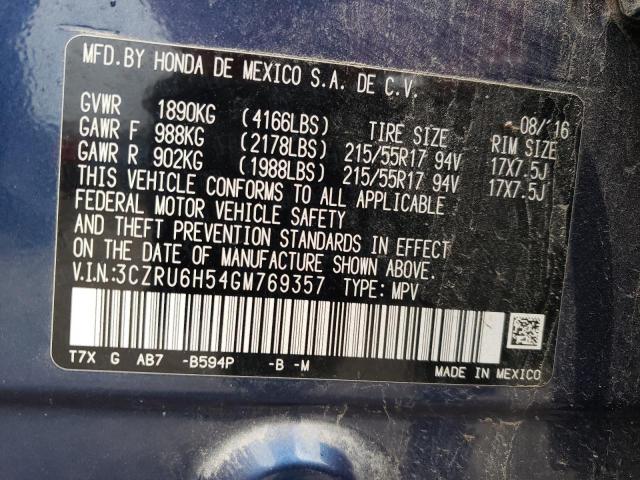 MFD. BY HONDA DE MEXICO S.A. DE C.V.
08/'16
GVWR 1890KG (4166LBS) TIRE SIZE RIM SIZE
GAWR F 988KG (2178LBS) 215/55R17 94V 17X7.5J
GAWR R 902KG (1988LBS) 215/55R17 94V 17X7.5J
THIS VEHICLE CONFORMS TO ALL APPLICABLE
FEDERAL MOTOR VEHICLE SAFETY
AND THEFT PREVENTION STANDARDS IN EFFECT
ON THE DATE OF MANUFACTURE SHOWN ABOVE.
V.I.N.:3CZRU6H54GM769357 TYPE: MPV
T7X G AB7 -B594P -B -M
MADE IN MEXICO